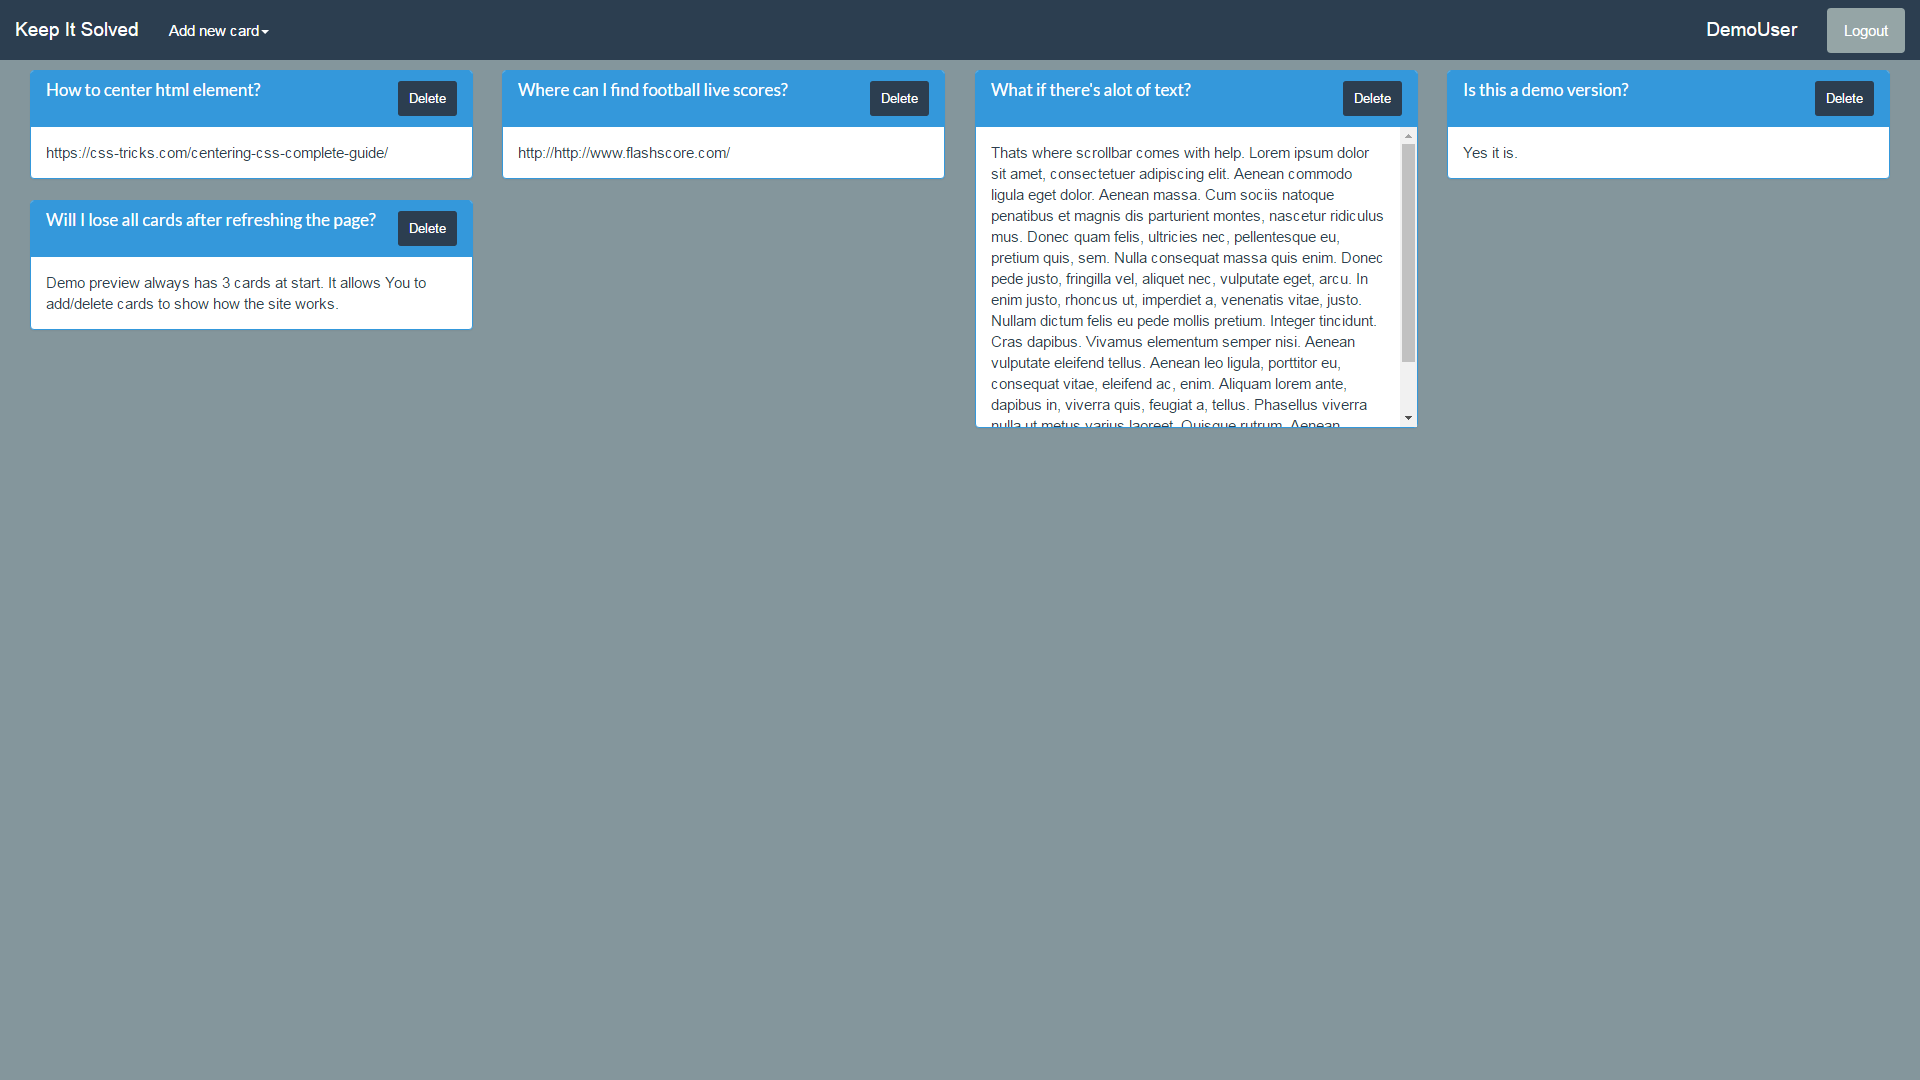 Keep It Solved
Add new card
DemoUser
Logout
How to center html element?
Delete
https://css-tricks.com/centering-css-complete-guide/
Where can I find football live scores?
Delete
http://http://www.flashscore.com/
What if there's alot of text?
Delete
Thats where scrollbar comes with help. Lorem ipsum dolor
sit amet, consectetuer adipiscing elit. Aenean commodo
ligula eget dolor. Aenean massa. Cum sociis natoque
penatibus et magnis dis parturient montes, nascetur ridiculus
mus. Donec quam felis, ultricies nec, pellentesque eu,
pretium quis, sem. Nulla consequat massa quis enim. Donec
pede justo, fringilla vel, aliquet nec, vulputate eget, arcu. In
enim justo, rhoncus ut, imperdiet a, venenatis vitae, justo.
Nullam dictum felis eu pede mollis pretium. Integer tincidunt.
Cras dapibus. Vivamus elementum semper nisi. Aenean
vulputate eleifend tellus. Aenean leo ligula, porttitor eu,
consequat vitae, eleifend ac, enim. Aliquam lorem ante,
dapibus in, viverra quis, feugiat a, tellus. Phasellus viverra
nulla ut metus varius laoreet. Quisque rutrum. Aenean
Is this a demo version?
Delete
Yes it is.
Will I lose all cards after refreshing the page?
Delete
Demo preview always has 3 cards at start. It allows You to
add/delete cards to show how the site works.